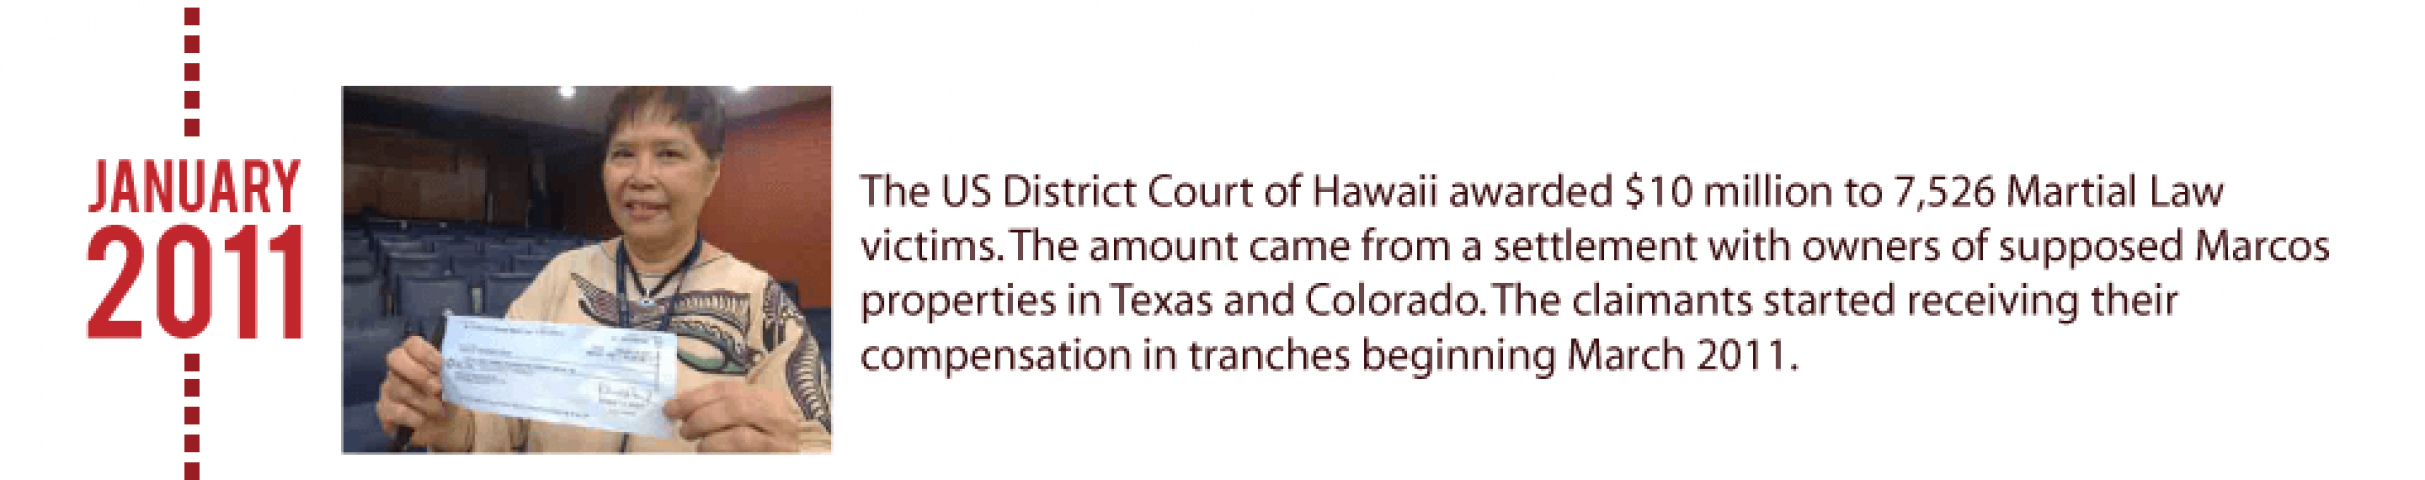 JANUARY
2011
The US District Court of Hawaii awarded $10 million to 7,526 Martial Law
victims. The amount came from a settlement with owners of supposed Marcos
properties in Texas and Colorado. The claimants started receiving their
compensation in tranches beginning March 2011.